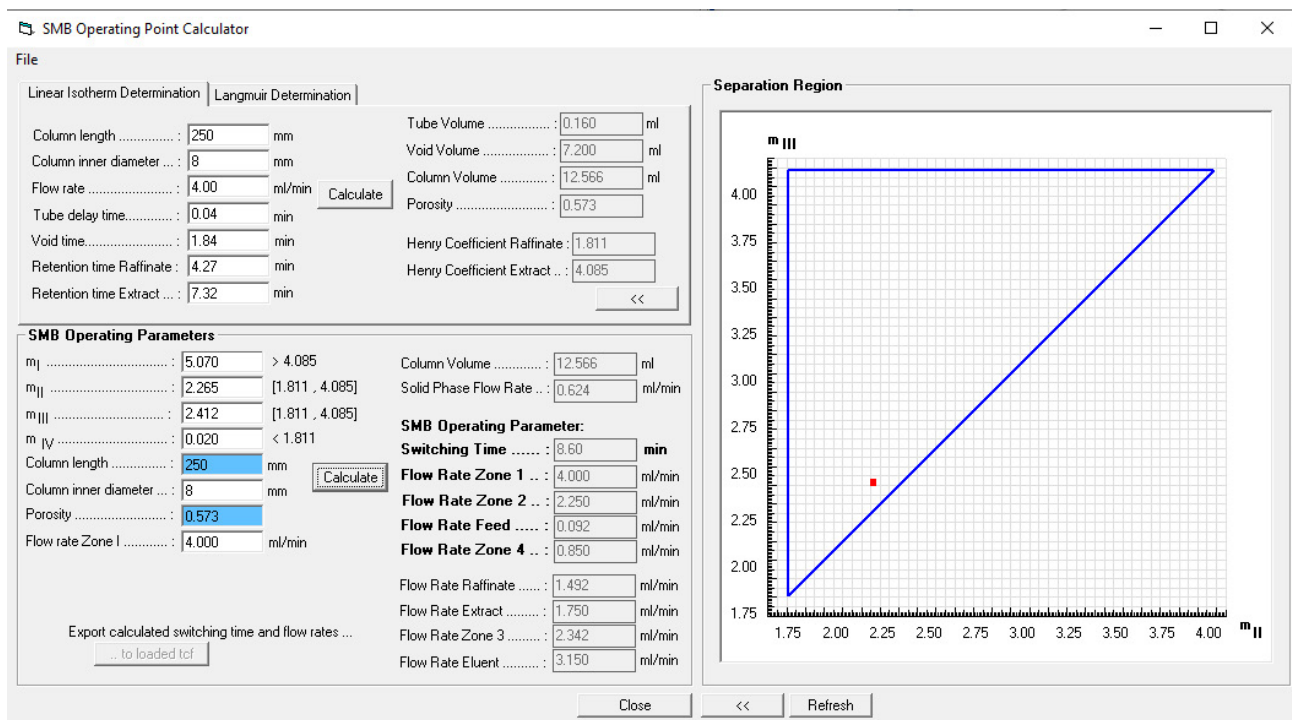 SMB Operating Point Calculator
File
Linear Isotherm Determination Langmuir Determination
Column length .............. : 250 mm
Column inner diameter ... : 8 mm
Flow rate ...................... : 4.00 ml/min
Tube delay time............ : 0.04 min
Void time..................... : 1.84 min
Retention time Raffinate : 4.27 min
Retention time Extract ... : 7.32 min
Calculate
Tube Volume ................. : 0.160 ml
Void Volume .................. : 7.200 ml
Column Volume ............. : 12.566 ml
Porosity ......................... : 0.573
Henry Coefficient Raffinate : 1.811
Henry Coefficient Extract .. : 4.085
<<
SMB Operating Parameters
m I ............................... : 5.070 > 4.085
m II .............................. : 2.265 [1.811 , 4.085]
m III ............................ : 2.412 [1.811 , 4.085]
m IV ............................ : 0.020 < 1.811
Column length ............... : 250 mm
Column inner diameter ... : 8 mm
Porosity ......................... : 0.573
Flow rate Zone I ............ : 4.000 ml/min
Calculate
Export calculated switching time and flow rates ...
.. to loaded tcf
Column Volume ............. : 12.566 ml
Solid Phase Flow Rate .. : 0.624 ml/min
SMB Operating Parameter:
Switching Time ...... : 8.60 min
Flow Rate Zone 1 .. : 4.000 ml/min
Flow Rate Zone 2 .. : 2.250 ml/min
Flow Rate Feed ..... : 0.092 ml/min
Flow Rate Zone 4 .. : 0.850 ml/min
Flow Rate Raffinate ...... : 1.492 ml/min
Flow Rate Extract ......... : 1.750 ml/min
Flow Rate Zone 3 ......... : 2.342 ml/min
Flow Rate Eluent .......... : 3.150 ml/min
Separation Region
m III
4.00
3.75
3.50
3.25
3.00
2.75
2.50
2.25
2.00
1.75
1.75 2.00 2.25 2.50 2.75 3.00 3.25 3.50 3.75 4.00 m II
Close << Refresh